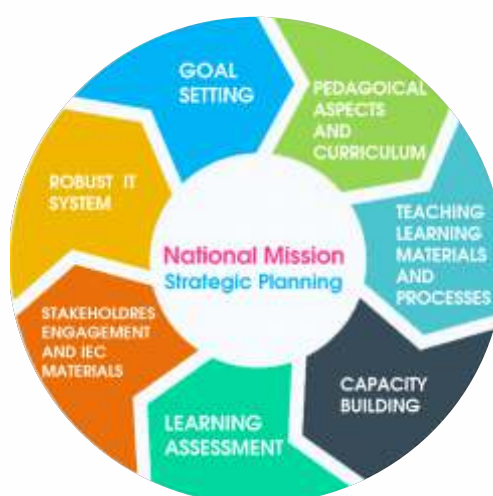 GOAL
SETTING
PEDAGOICAL
ASPECTS
AND
CURRICULUM
TEACHING
LEARNING
MATERIALS
AND
PROCESSES
CAPACITY
BUILDING
LEARNING
ASSESSMENT
STAKEHOLDRES
ENGAGEMENT
AND IEC
MATERIALS
ROBUST IT
SYSTEM
National Mission
Strategic Planning